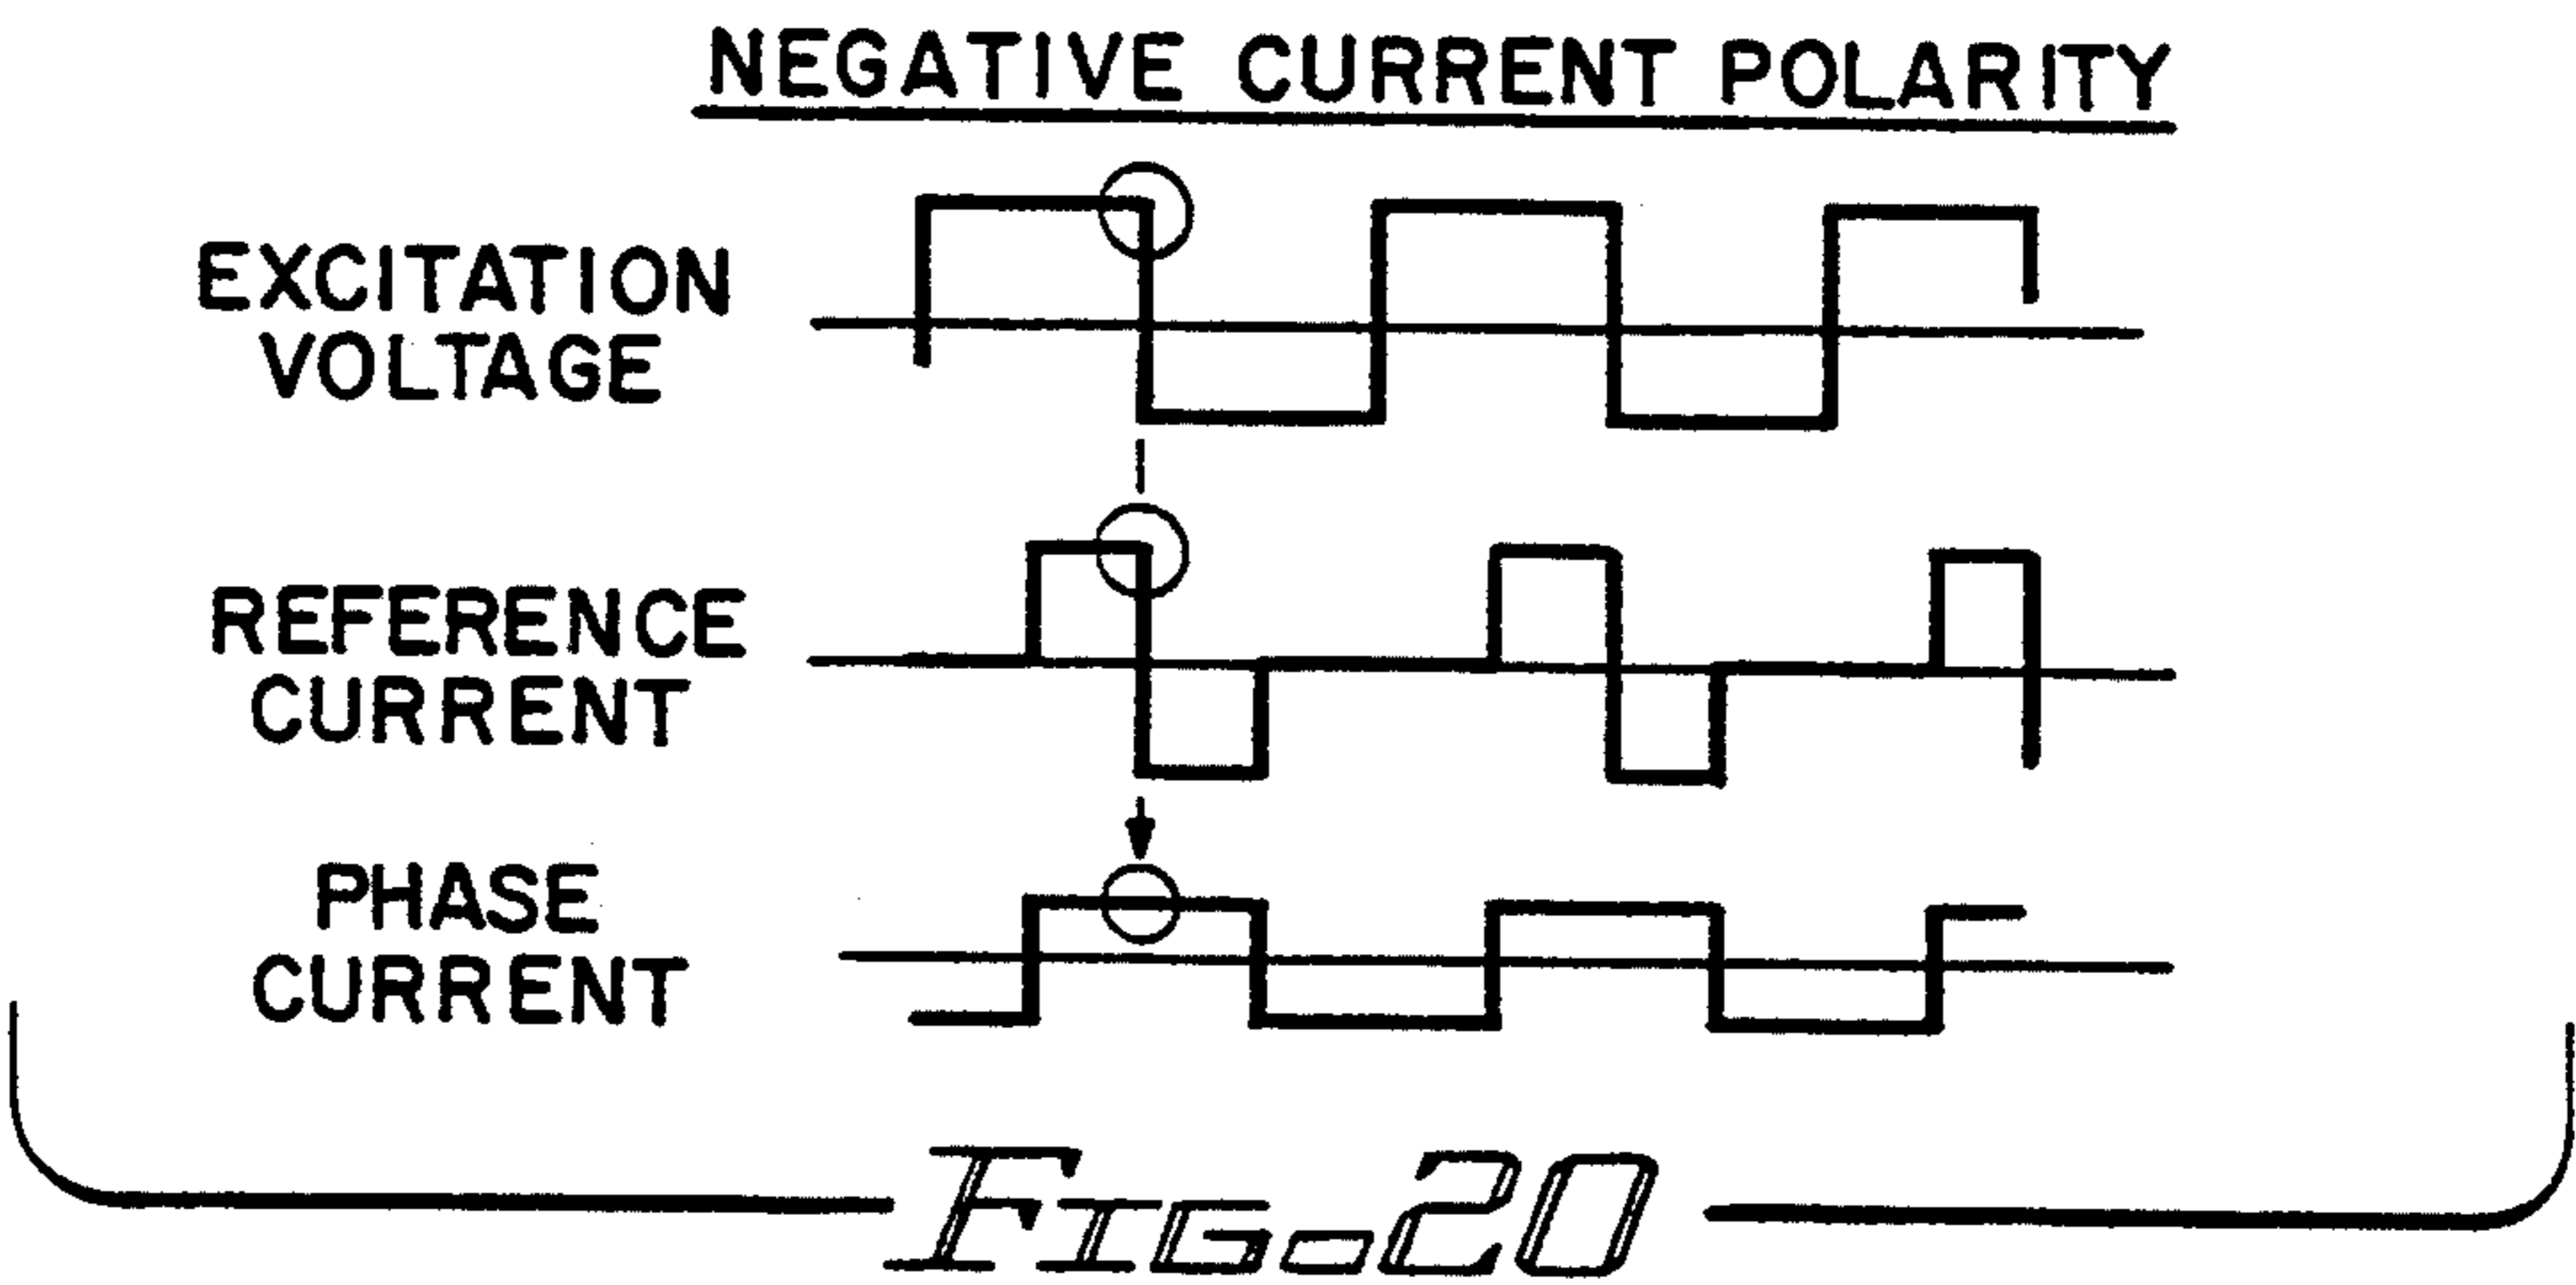 NEGATIVE CURRENT POLARITY
EXCITATION
VOLTAGE
REFERENCE
CURRENT
PHASE
CURRENT
FIG-20